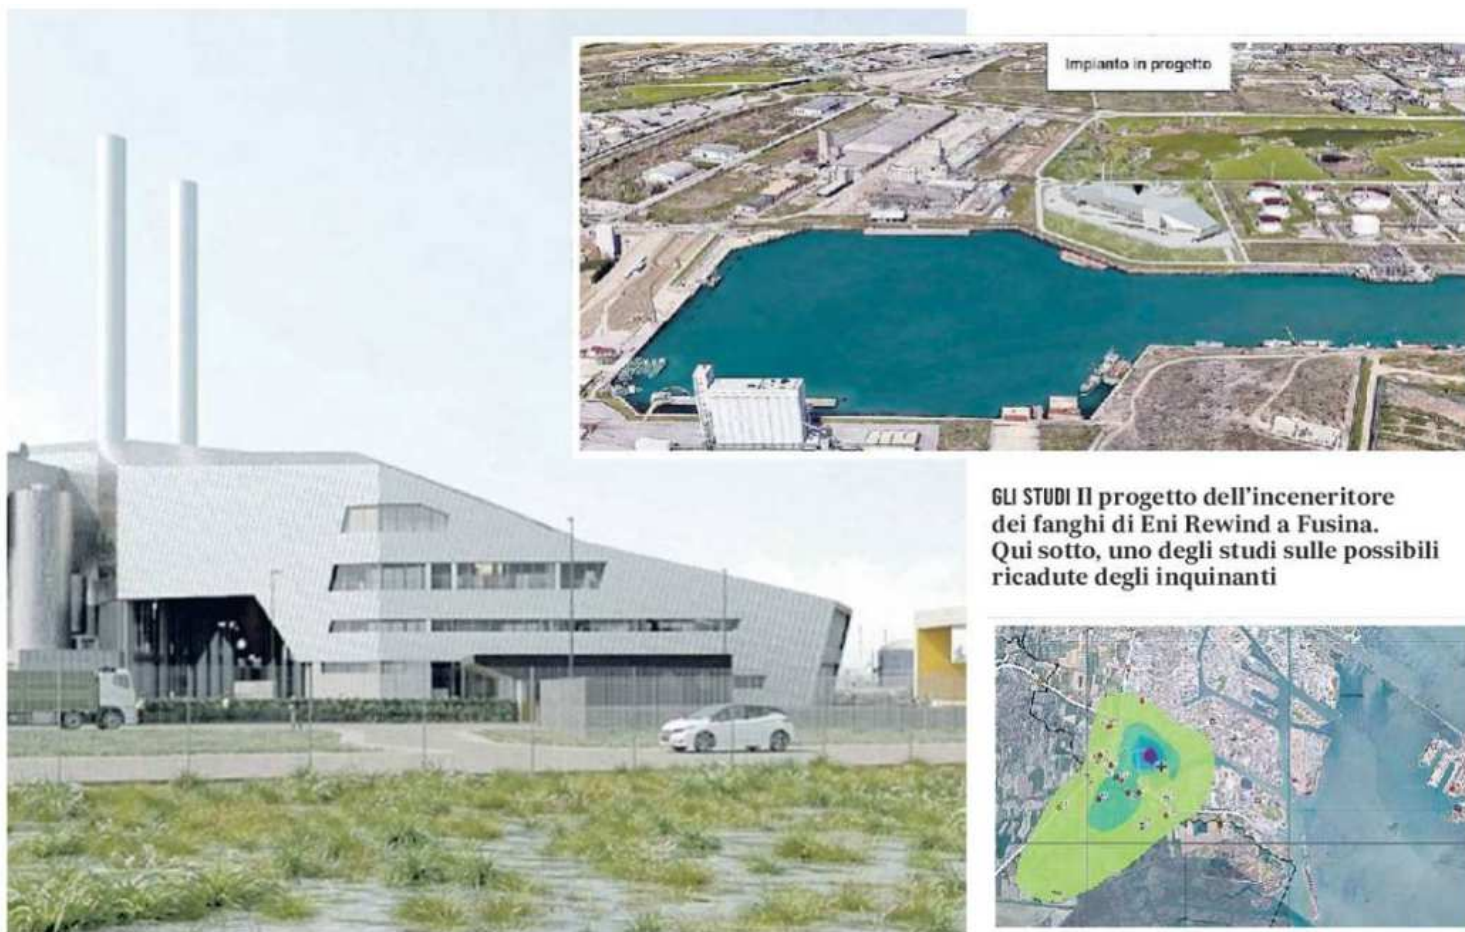 Impianto in progetto
GLI STUDI Il progetto dell'inceneritore
dei fanghi di Eni Rewind a Fusina.
Qui sotto, uno degli studi sulle possibili
ricadute degli inquinanti